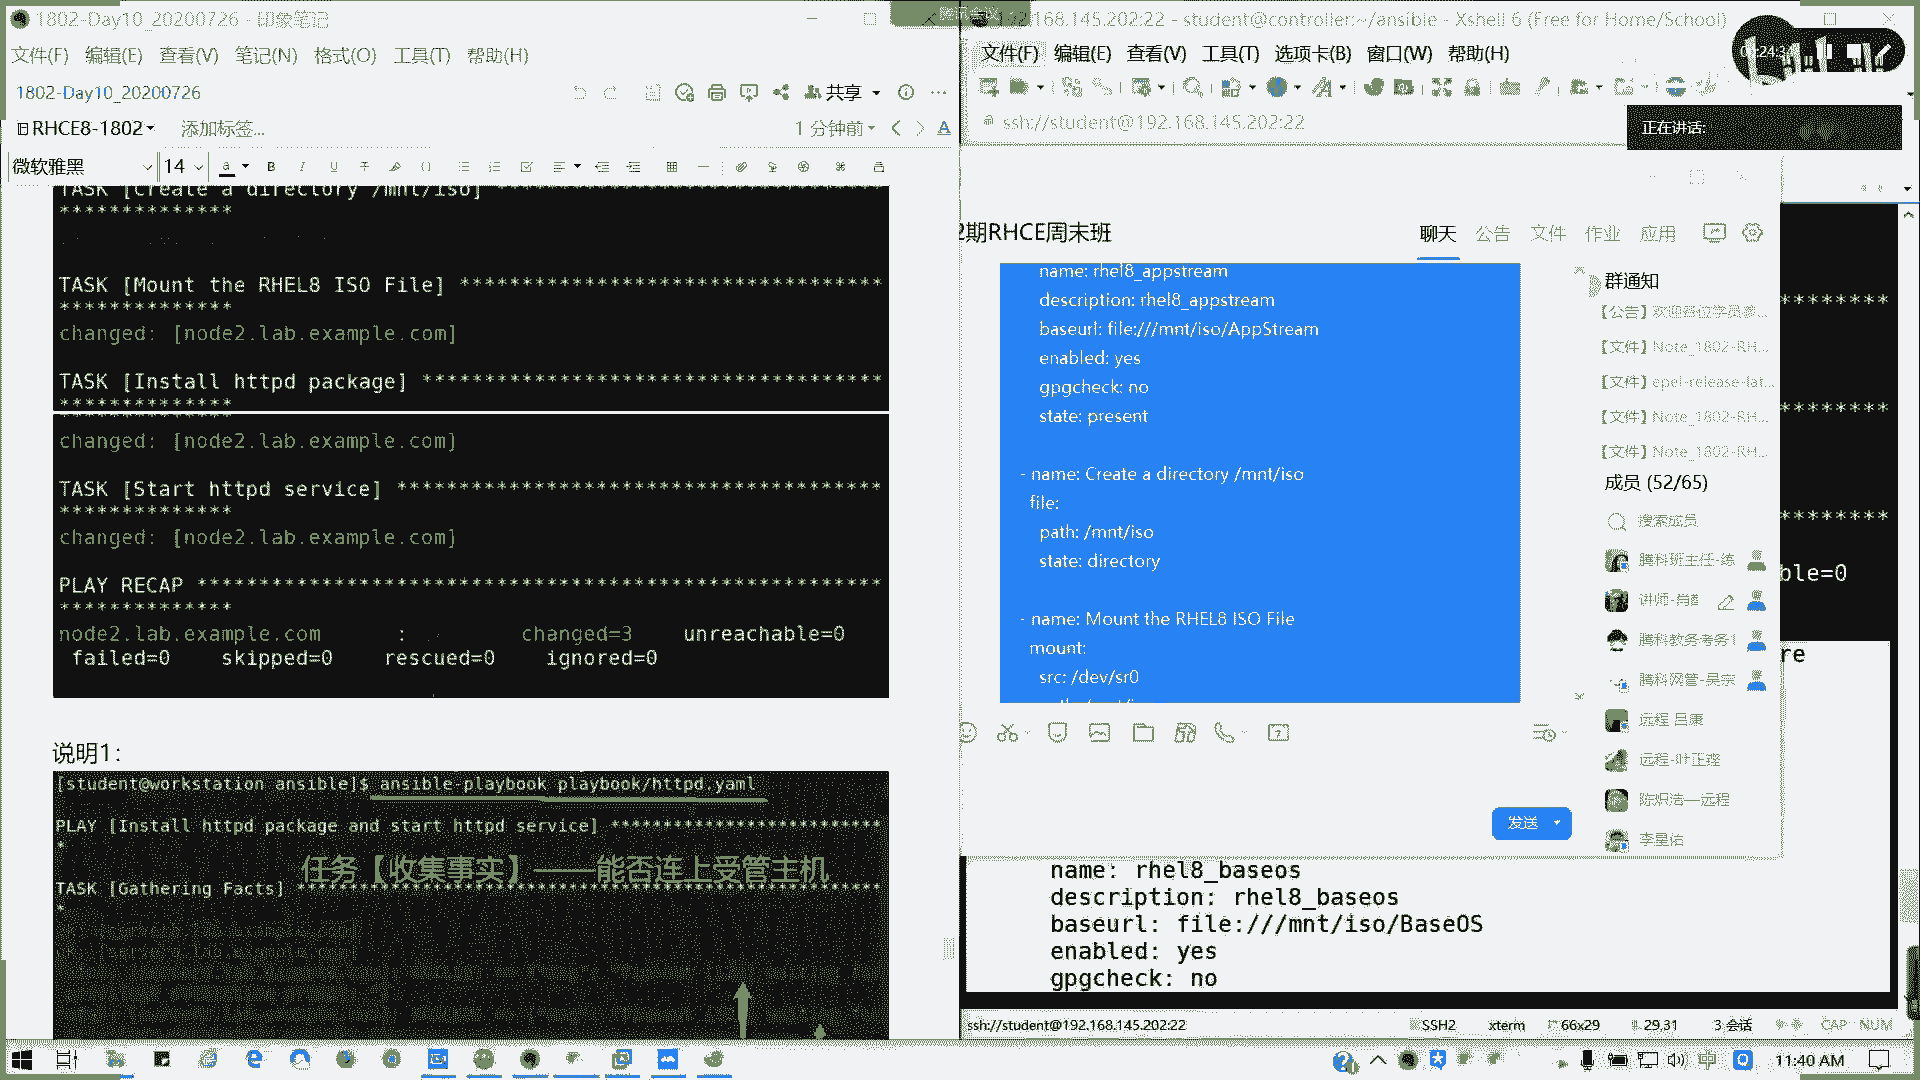 1802-Day10_20200726 - 印象笔记
文件(F) 编辑(E) 查看(V) 笔记(N) 格式(O) 工具(T) 帮助(H)
1802-Day10_20200726
共享
RHCE8-1802
添加标签...
1 分钟前
微软雅黑
14
TASK [Create a directory /mnt/iso]
**************
TASK [Mount the RHEL8 ISO File] **********************************
**************
changed: [node2.lab.example.com]
TASK [Install httpd package] *************************************
**************
changed: [node2.lab.example.com]
TASK [Start httpd service] ***************************************
**************
changed: [node2.lab.example.com]
PLAY RECAP *******************************************************
**************
node2.lab.example.com : changed=3 unreachable=0
failed=0 skipped=0 rescued=0 ignored=0
说明1:
[student@workstation ansible]$ ansible-playbook playbook/httpd.yaml
PLAY [Install httpd package and start httpd service] **************************
*
任务【收集事实】——能否连上受管主机
TASK [Gathering Facts] ********************************************************
*
腾讯会议
168.145.202:22 - student@controller:~/ansible - Xshell 6 (Free for Home/School)
文件(F) 编辑(E) 查看(V) 工具(T) 选项卡(B) 窗口(W) 帮助(H)
ssh://student@192.168.145.202:22
正在讲话:
期RHCE周末班
聊天 公告 文件 作业 应用
name: rhel8_appstream
description: rhel8_appstream
baseurl: file:///mnt/iso/AppStream
enabled: yes
gpgcheck: no
state: present
- name: Create a directory /mnt/iso
file:
path: /mnt/iso
state: directory
- name: Mount the RHEL8 ISO File
mount:
src: /dev/sr0
发送
群通知
【公告】欢迎各位学员参...
【文件】Note_1802-RH...
【文件】epel-release-lat...
【文件】Note_1802-RH...
【文件】Note_1802-RH...
成员 (52/65)
搜索成员
腾科班主任-练
腾科教务考务1
腾科网管-吴宗
远程 吕康
远程-叶正
李星佑
ble=0
re
name: rhel8_baseos
description: rhel8_baseos
baseurl: file:///mnt/iso/BaseOS
enabled: yes
gpgcheck: no
ssh://student@192.168.145.202:22
SSH2 xterm 66x29 29,31 3 会话 CAP NUM
11:40 AM